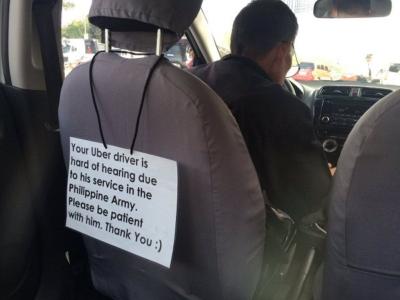 Your Uber driver is
hard of hearing due
to his service in the
Philippine Army.
Please be patient
with him. Thank You :)